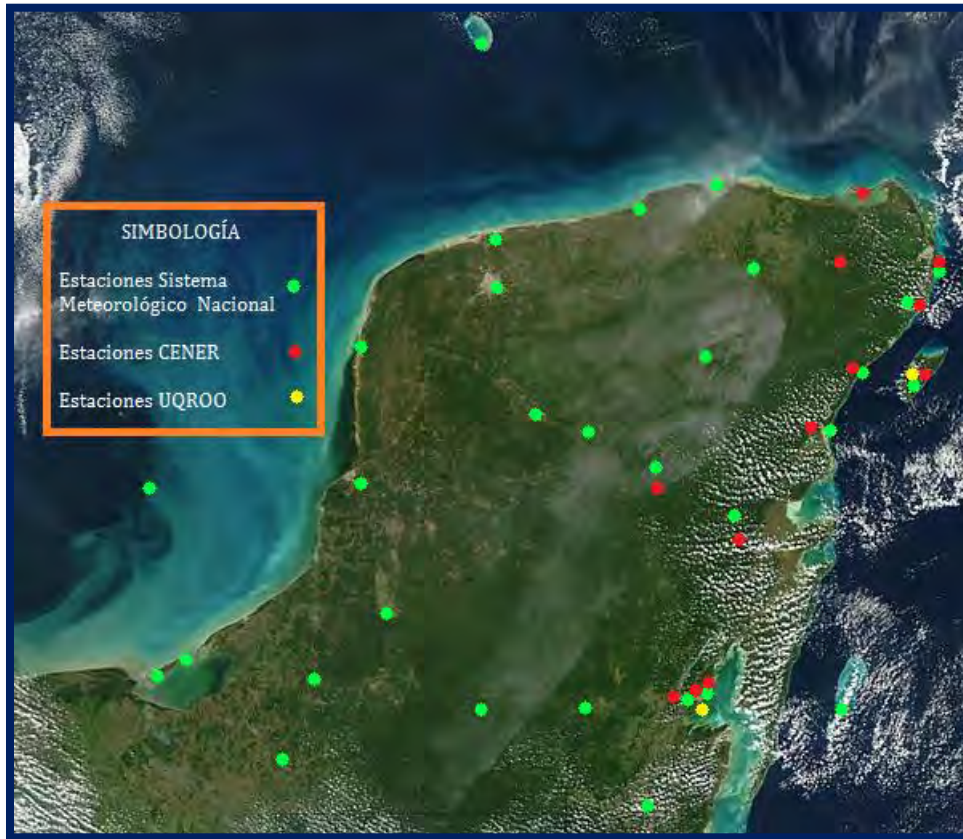 SIMBOLOGÍA
Estaciones Sistema
Meteorológico Nacional
Estaciones CENER
Estaciones UQROO